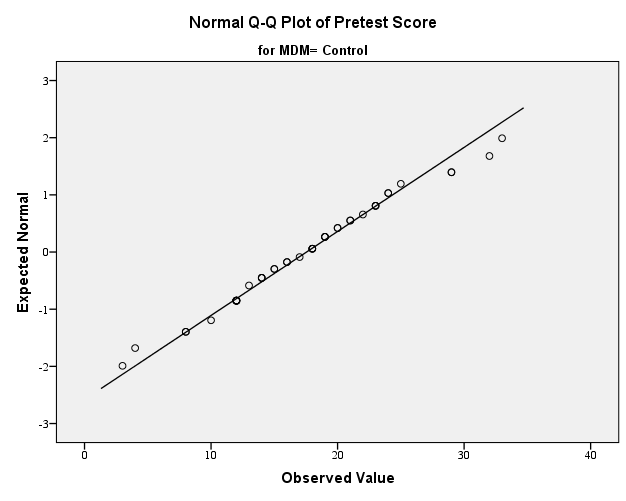 Normal Q-Q Plot of Pretest Score
for MDM= Control
Expected Normal
3
2
1
0
-1
-2
-3
0 10 20 30 40
Observed Value